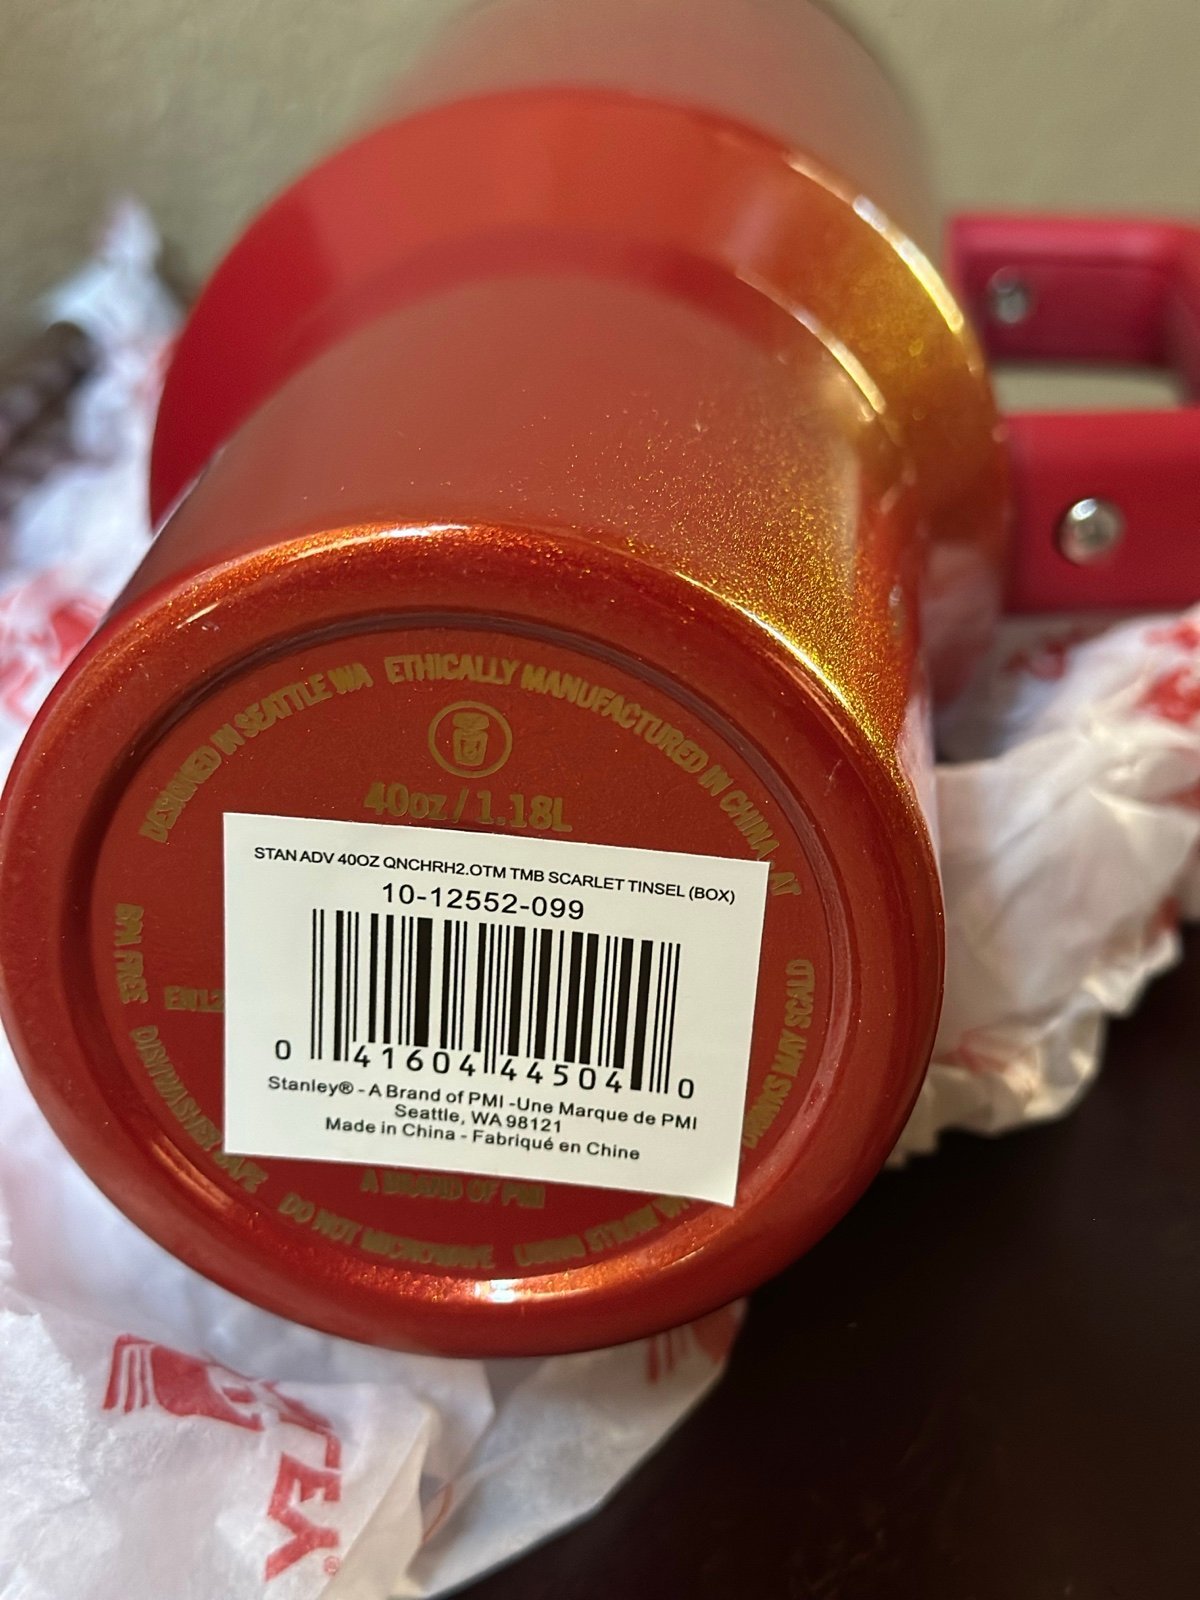 DESIGNED IN SEATTLE WA
ETHICALLY MANUFACTURED IN CHINA AT
40oz / 1.18L
STAN ADV 40OZ QNCHRH2.OTM TMB SCARLET TINSEL (BOX)
10-12552-099
0 41604 44504 0
Stanley® - A Brand of PMI -Une Marque de PMI
Seattle, WA 98121
Made in China - Fabriqué en Chine
BPA FREE
DISHWASHER SAFE
DO NOT MICROWAVE
USING STRAW
DRINKS MAY SCALD
A BRAND OF PMI